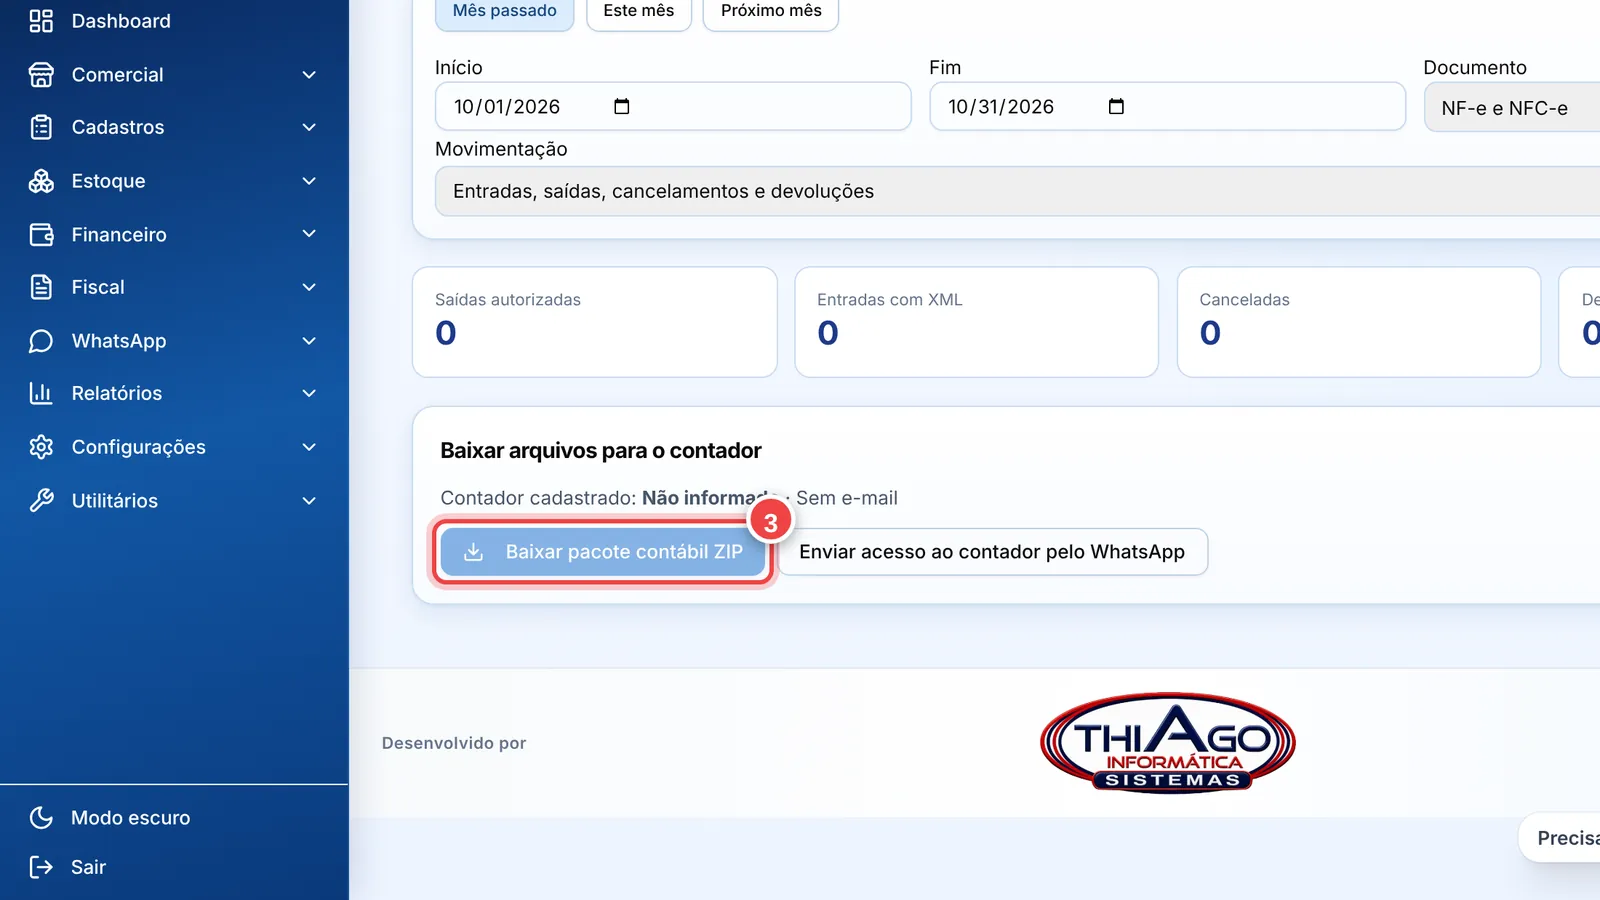 Dashboard
Comercial
Cadastros
Estoque
Financeiro
Fiscal
WhatsApp
Relatórios
Configurações
Utilitários
Modo escuro
Sair
Mês passado
Este mês
Próximo mês
Início
Fim
Documento
10/01/2026
10/31/2026
NF-e e NFC-e
Movimentação
Entradas, saídas, cancelamentos e devoluções
Saídas autorizadas
0
Entradas com XML
0
Canceladas
0
De
0
Baixar arquivos para o contador
Contador cadastrado: Não informado · Sem e-mail
3
Baixar pacote contábil ZIP
Enviar acesso ao contador pelo WhatsApp
Desenvolvido por
THIAGO
INFORMÁTICA
SISTEMAS
Precisa